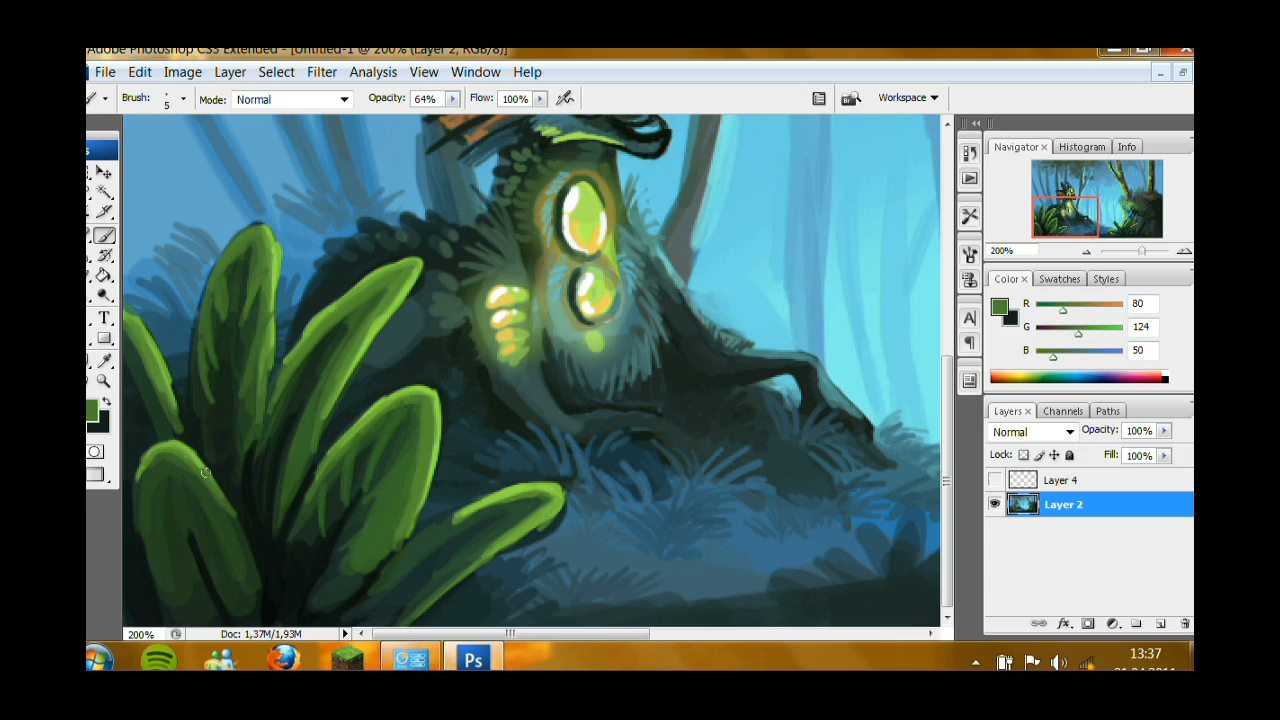 Adobe Photoshop CS5 Extended - [Untitled-1 @ 200% (Layer 2, RGB/8)]
File Edit Image Layer Select Filter Analysis View Window Help
Brush: 5 Mode: Normal Opacity: 64% Flow: 100% Workspace
Navigator x Histogram Info
200%
Color x Swatches Styles
R 80
G 124
B 50
Layers x Channels Paths
Normal Opacity: 100%
Lock: Fill: 100%
Layer 4
Layer 2
200% Doc: 1,37M/1,93M
Ps
13:37